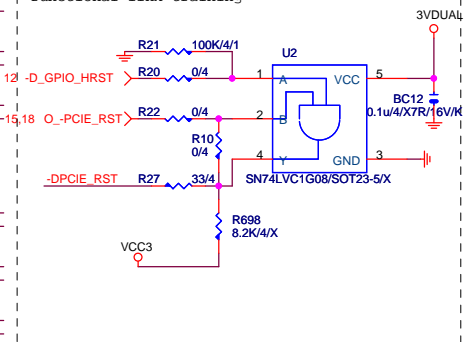 3VDUAL
R21 100K/4/1
U2
12 -D_GPIO_HRST R20 0/4 1 A VCC 5
BC12
0.1u/4/X7R/16V/K
15,18 O_-PCIE_RST R22 0/4 2 B
R10
0/4
4 Y GND 3
-DPCIE_RST R27 33/4 SN74LVC1G08/SOT23-5/X
R698
8.2K/4/X
VCC3